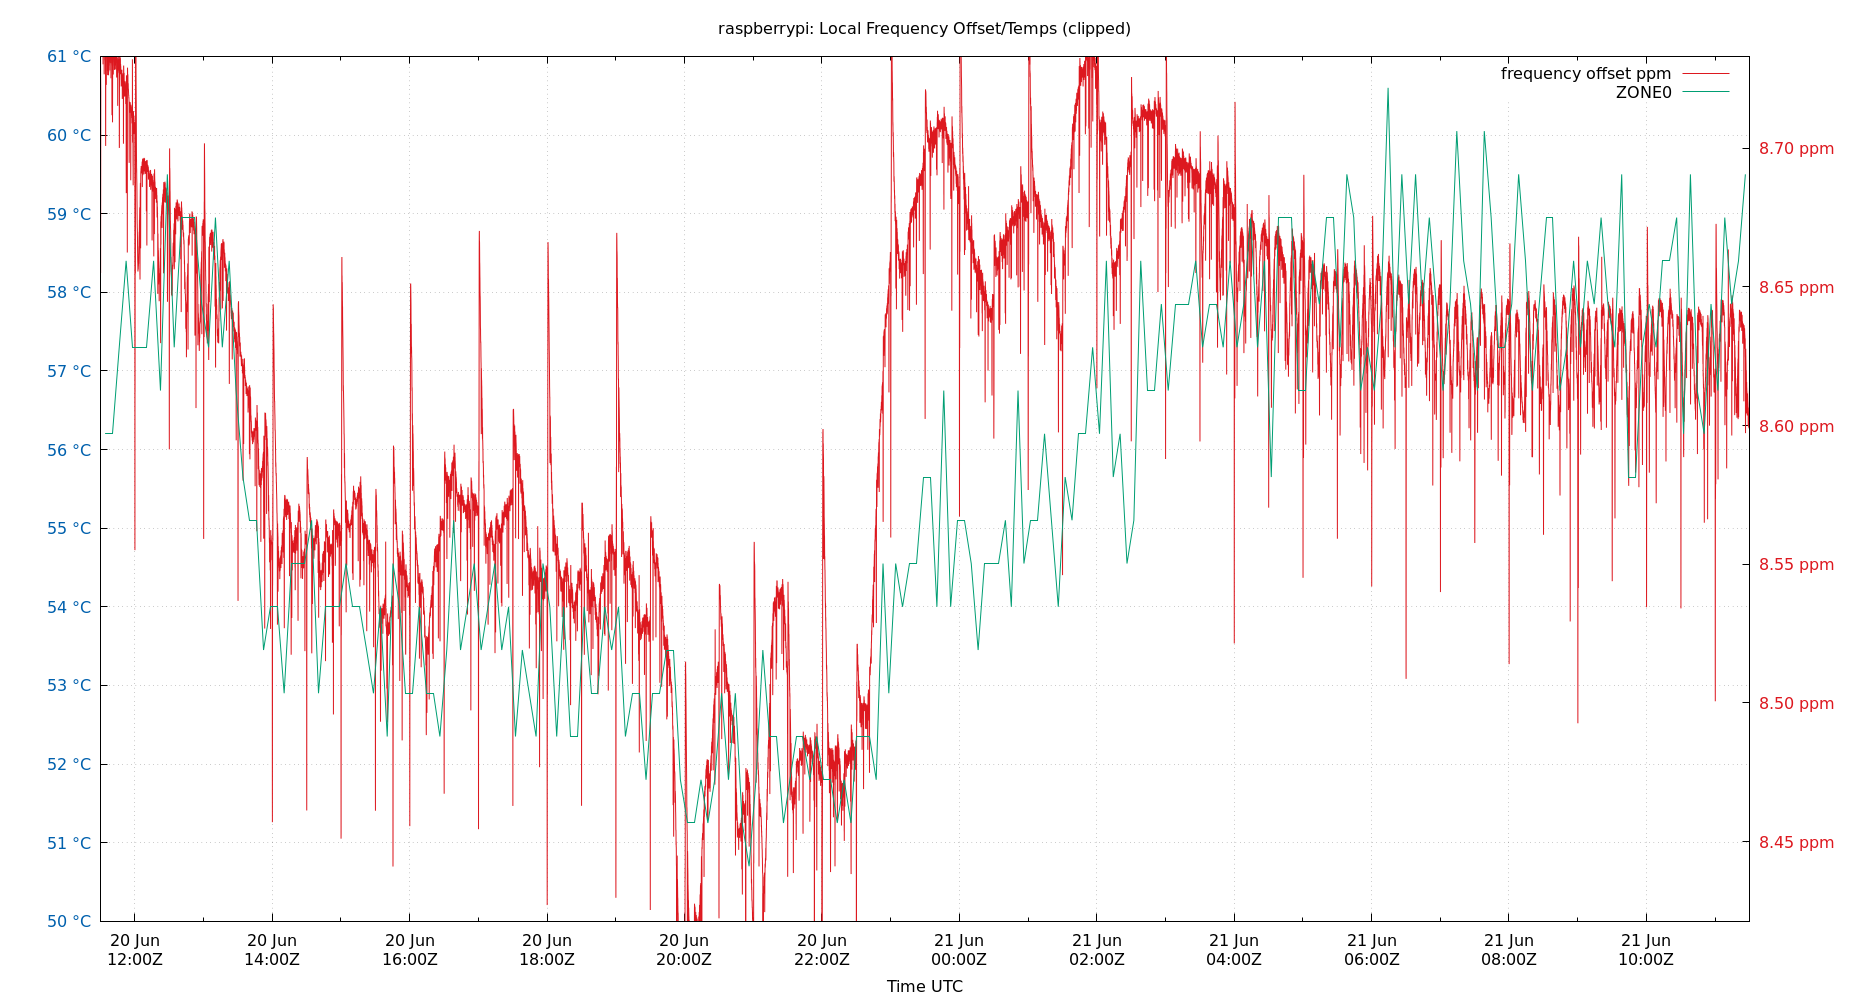 raspberrypi: Local Frequency Offset/Temps (clipped)
61 °C
60 °C
59 °C
58 °C
57 °C
56 °C
55 °C
54 °C
53 °C
52 °C
51 °C
50 °C
frequency offset ppm
ZONE0
8.70 ppm
8.65 ppm
8.60 ppm
8.55 ppm
8.50 ppm
8.45 ppm
20 Jun
12:00Z
20 Jun
14:00Z
20 Jun
16:00Z
20 Jun
18:00Z
20 Jun
20:00Z
20 Jun
22:00Z
21 Jun
00:00Z
21 Jun
02:00Z
21 Jun
04:00Z
21 Jun
06:00Z
21 Jun
08:00Z
21 Jun
10:00Z
Time UTC